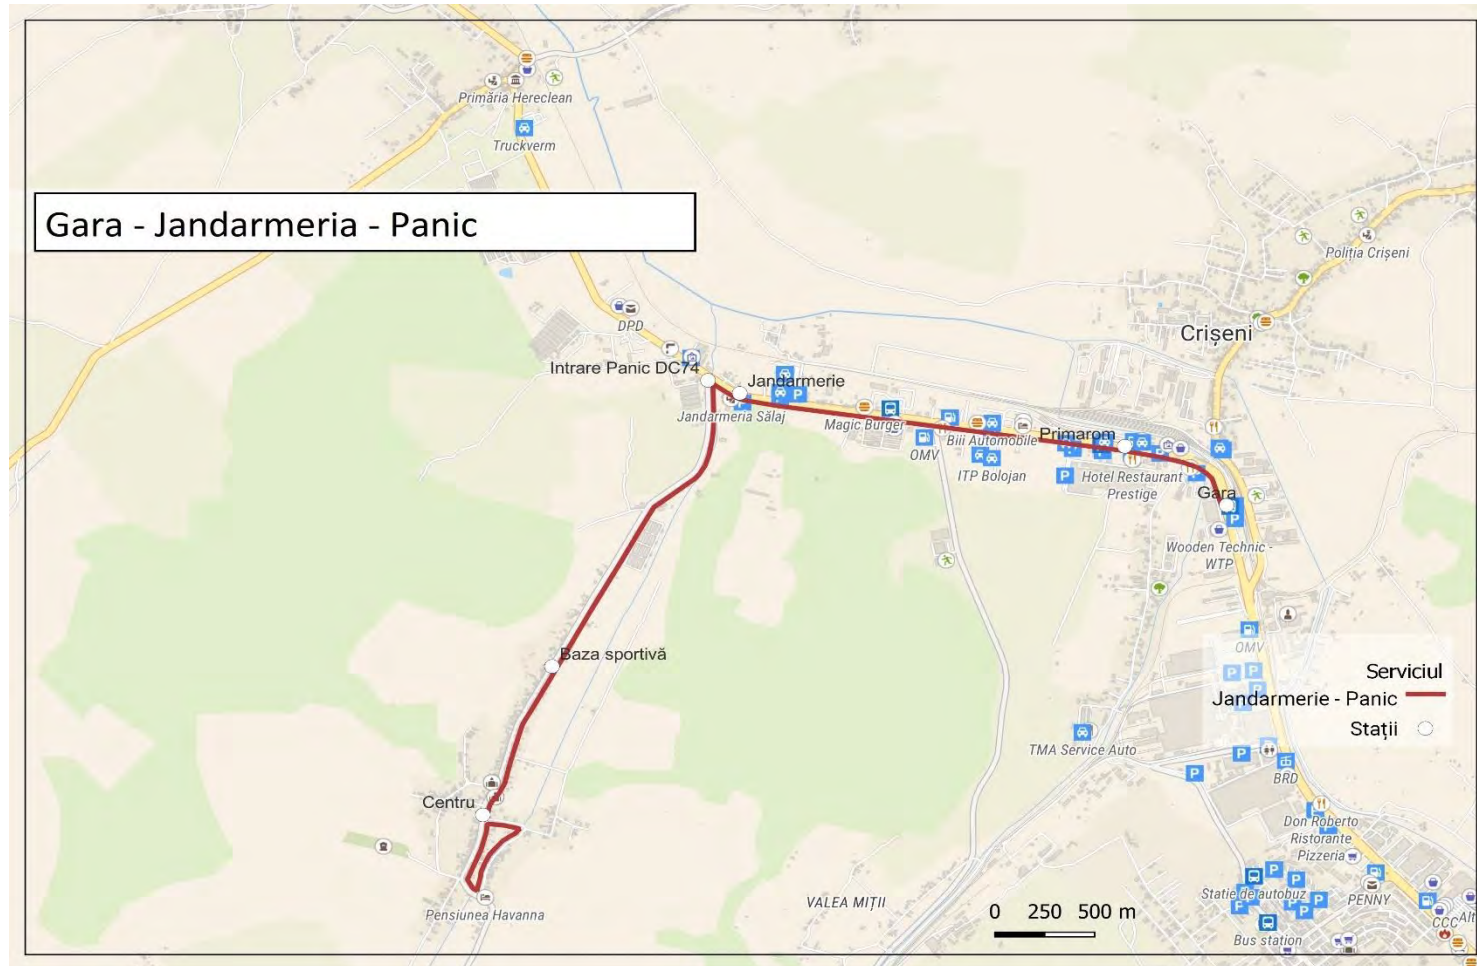 Primăria Hereclean
Truckverm
Gara - Jandarmeria - Panic
Poliția Crișeni
DPD
Crișeni
Intrare Panic DC74
Jandarmerie
Jandarmeria Sălaj
Magic Burger
Biii Automobile
Primarom
OMV
ITP Bolojan
Hotel Restaurant
Prestige
Gara
Wooden Technic -
WTP
OMV
Baza sportivă
Serviciul
Jandarmerie - Panic
Stații
TMA Service Auto
BRD
Centru
Don Roberto
Ristorante
Pizzeria
Pensiunea Havanna
VALEA MIȚII
0 250 500 m
Statie de autobuz
PENNY
CCC
Alt
Bus station